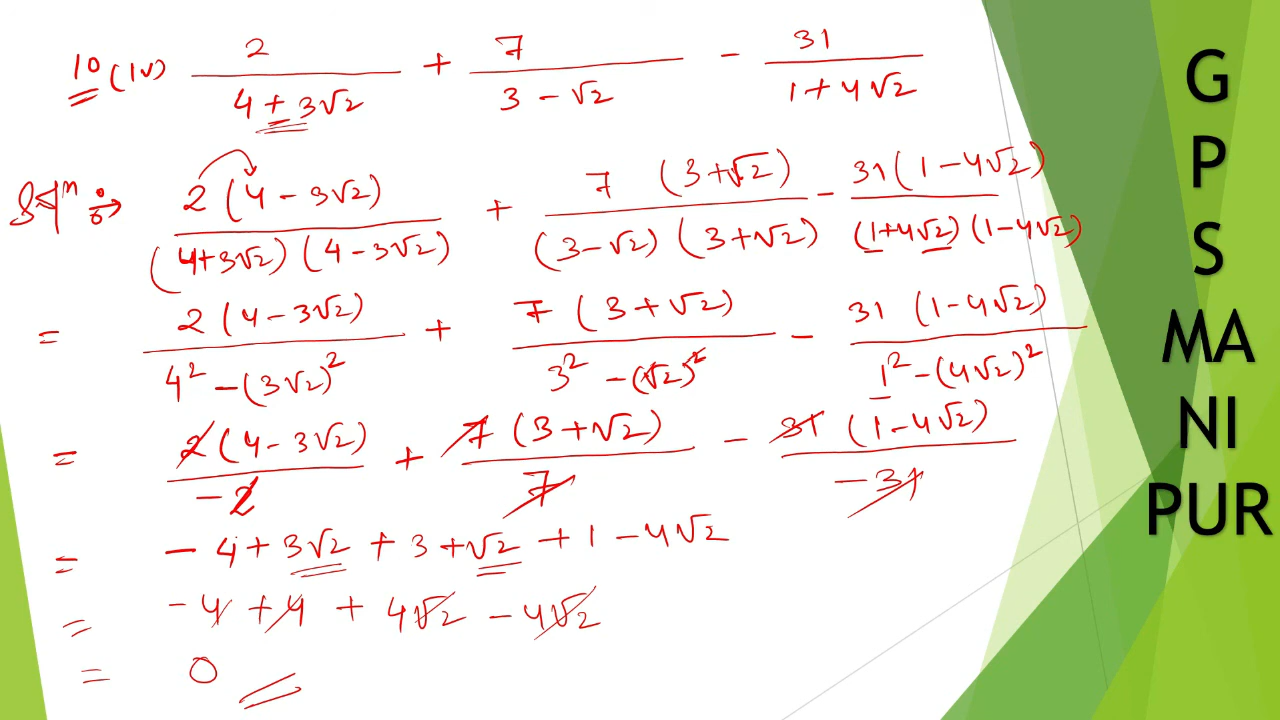 10 (iv) 2/(4+3√2) + 7/(3-√2) - 31/(1+4√2)
2(4-3√2)/((4+3√2)(4-3√2)) + 7(3+√2)/((3-√2)(3+√2)) - 31(1-4√2)/((1+4√2)(1-4√2))
= 2(4-3√2)/(4²-(3√2)²) + 7(3+√2)/(3²-(√2)²) - 31(1-4√2)/(1²-(4√2)²)
= 2(4-3√2)/-2 + 7(3+√2)/7 - 31(1-4√2)/-31
= -4+3√2+3+√2+1-4√2
= -4+4+4√2-4√2
= 0
G
P
S
MA
NI
PUR